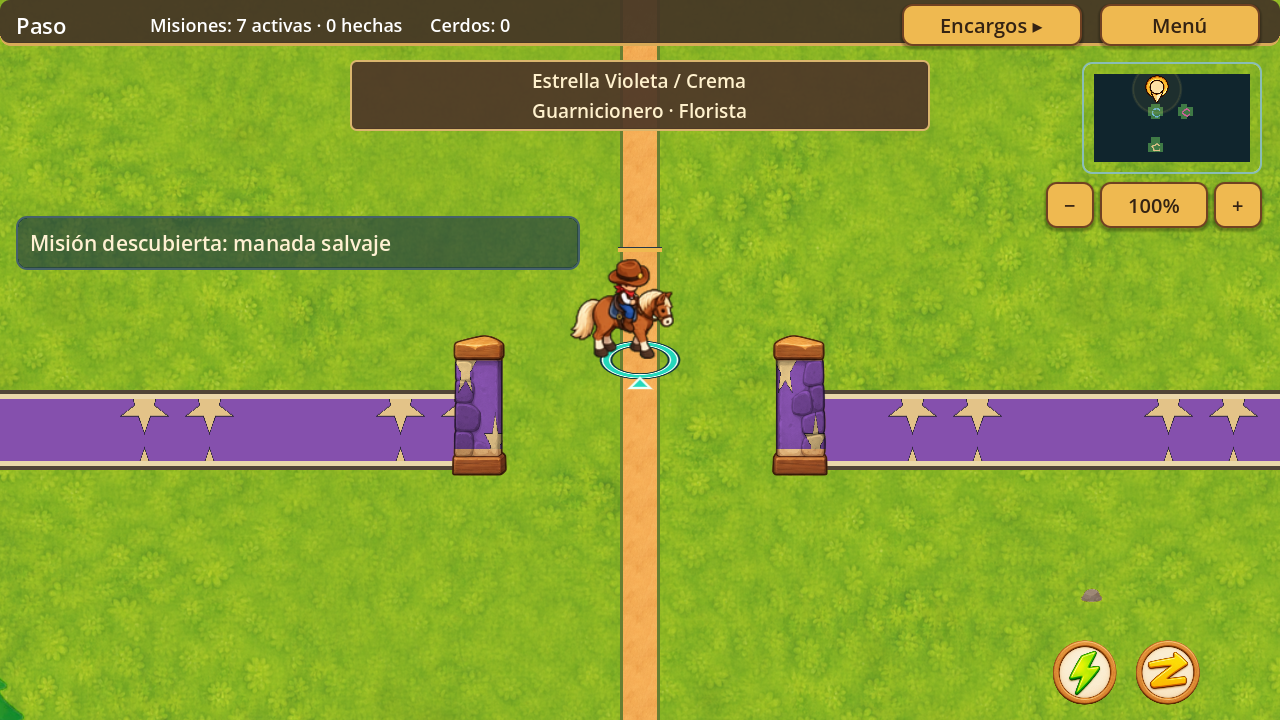 Paso
Misiones: 7 activas · 0 hechas
Cerdos: 0
Encargos ▸
Menú
Estrella Violeta / Crema
Guarnicionero · Florista
− 100% +
Misión descubierta: manada salvaje